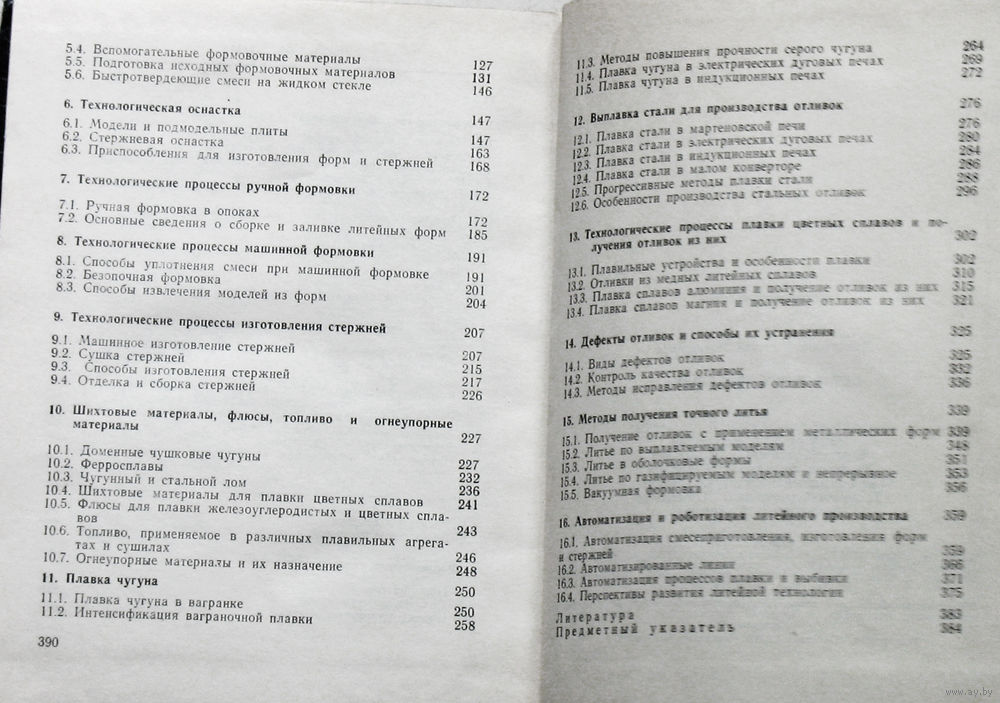 5.4. Вспомогательные формовочные материалы 127
5.5. Подготовка исходных формовочных материалов 131
5.6. Быстротвердеющие смеси на жидком стекле 146
6. Технологическая оснастка 147
6.1. Модели и подмодельные плиты 147
6.2. Стержневая оснастка 163
6.3. Приспособления для изготовления форм и стержней 168
7. Технологические процессы ручной формовки 172
7.1. Ручная формовка в опоках 172
7.2. Основные сведения о сборке и заливке литейных форм 185
8. Технологические процессы машинной формовки 191
8.1. Способы уплотнения смеси при машинной формовке 191
8.2. Безопочная формовка 201
8.3. Способы извлечения моделей из форм 204
9. Технологические процессы изготовления стержней 207
9.1. Машинное изготовление стержней 207
9.2. Сушка стержней 215
9.3. Способы изготовления стержней 217
9.4. Отделка и сборка стержней 226
10. Шихтовые материалы, флюсы, топливо и огнеупорные
материалы 227
10.1. Доменные чушковые чугуны 227
10.2. Ферросплавы 232
10.3. Чугунный и стальной лом 236
10.4. Шихтовые материалы для плавки цветных сплавов 241
10.5. Флюсы для плавки железоуглеродистых и цветных спла-
вов 243
10.6. Топливо, применяемое в различных плавильных агрега-
тах и сушилах 246
10.7. Огнеупорные материалы и их назначение 248
11. Плавка чугуна 250
11.1. Плавка чугуна в вагранке 250
11.2. Интенсификация ваграночной плавки 258
390
11.3. Методы повышения прочности серого чугуна 264
11.4. Плавка чугуна в электрических дуговых печах 269
11.5. Плавка чугуна в индукционных печах 272
12. Выплавка стали для производства отливок 276
12.1. Плавка стали в мартеновской печи 276
12.2. Плавка стали в электрических дуговых печах 280
12.3. Плавка стали в индукционных печах 284
12.4. Плавка стали в малом конверторе 286
12.5. Прогрессивные методы плавки стали 288
12.6. Особенности производства стальных отливок 296
13. Технологические процессы плавки цветных сплавов и по-
лучения отливок из них 302
13.1. Плавильные устройства и особенности плавки 302
13.2. Отливки из медных литейных сплавов 310
13.3. Плавка сплавов алюминия и получение отливок из них 315
13.4. Плавка сплавов магния и получение отливок из них 321
14. Дефекты отливок и способы их устранения 325
14.1. Виды дефектов отливок 325
14.2. Контроль качества отливок 332
14.3. Методы исправления дефектов отливок 336
15. Методы получения точного литья 339
15.1. Получение отливок с применением металлических форм 339
15.2. Литье по выплавляемым моделям 348
15.3. Литье в оболочковые формы 351
15.4. Литье по газифицируемым моделям и непрерывное 353
15.5. Вакуумная формовка 356
16. Автоматизация и роботизация литейного производства 359
16.1. Автоматизация смесеприготовления, изготовления форм
и стержней 359
16.2. Автоматизированные линии 366
16.3. Автоматизация процессов плавки и выбивки 371
16.4. Перспективы развития литейной технологии 375
Литература 383
Предметный указатель 384
www.ay.by